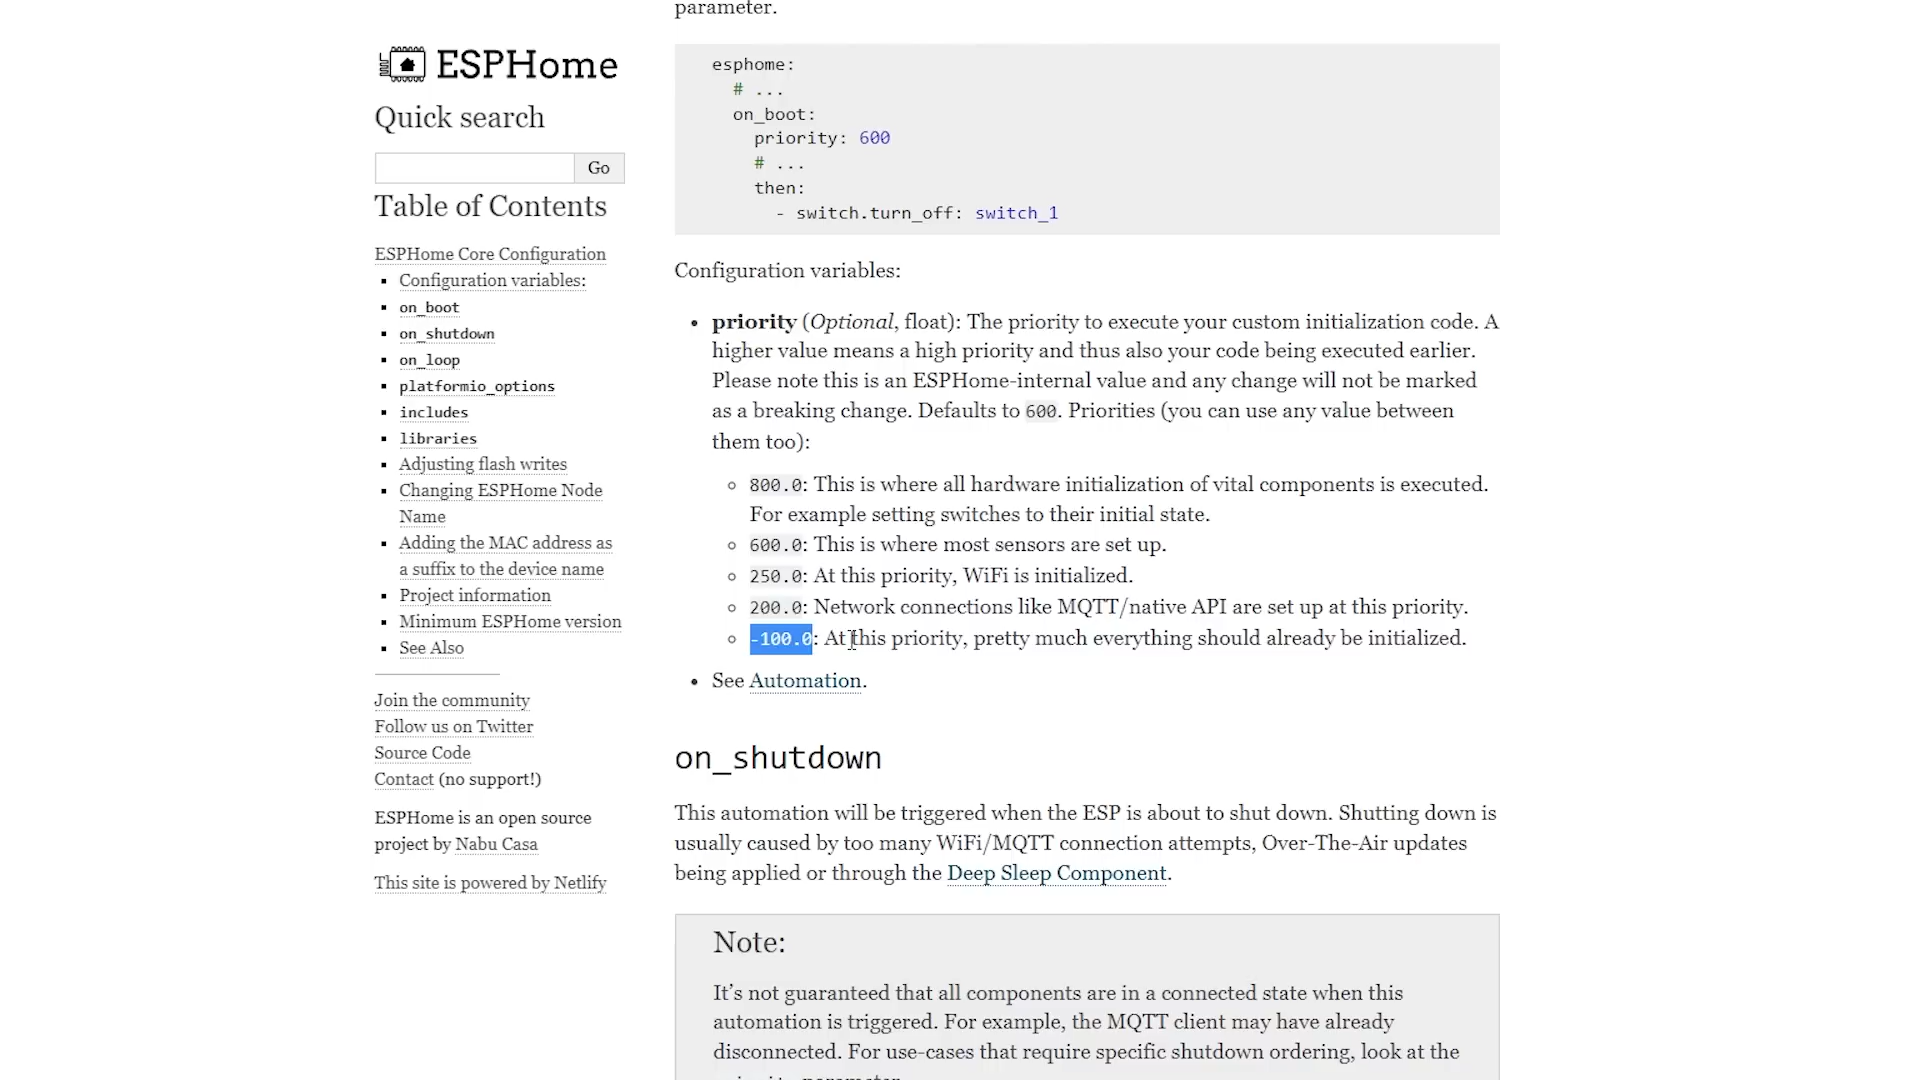 parameter.
ESPHome
Quick search
Go
Table of Contents
ESPHome Core Configuration
Configuration variables:
on_boot
on_shutdown
on_loop
platformio_options
includes
libraries
Adjusting flash writes
Changing ESPHome Node
Name
Adding the MAC address as
a suffix to the device name
Project information
Minimum ESPHome version
See Also
Join the community
Follow us on Twitter
Source Code
Contact (no support!)
ESPHome is an open source
project by Nabu Casa
This site is powered by Netlify
esphome:
# ...
on_boot:
priority: 600
# ...
then:
- switch.turn_off: switch_1
Configuration variables:
priority (Optional, float): The priority to execute your custom initialization code. A
higher value means a high priority and thus also your code being executed earlier.
Please note this is an ESPHome-internal value and any change will not be marked
as a breaking change. Defaults to 600. Priorities (you can use any value between
them too):
800.0: This is where all hardware initialization of vital components is executed.
For example setting switches to their initial state.
600.0: This is where most sensors are set up.
250.0: At this priority, WiFi is initialized.
200.0: Network connections like MQTT/native API are set up at this priority.
-100.0: At this priority, pretty much everything should already be initialized.
See Automation.
on_shutdown
This automation will be triggered when the ESP is about to shut down. Shutting down is
usually caused by too many WiFi/MQTT connection attempts, Over-The-Air updates
being applied or through the Deep Sleep Component.
Note:
It's not guaranteed that all components are in a connected state when this
automation is triggered. For example, the MQTT client may have already
disconnected. For use-cases that require specific shutdown ordering, look at the